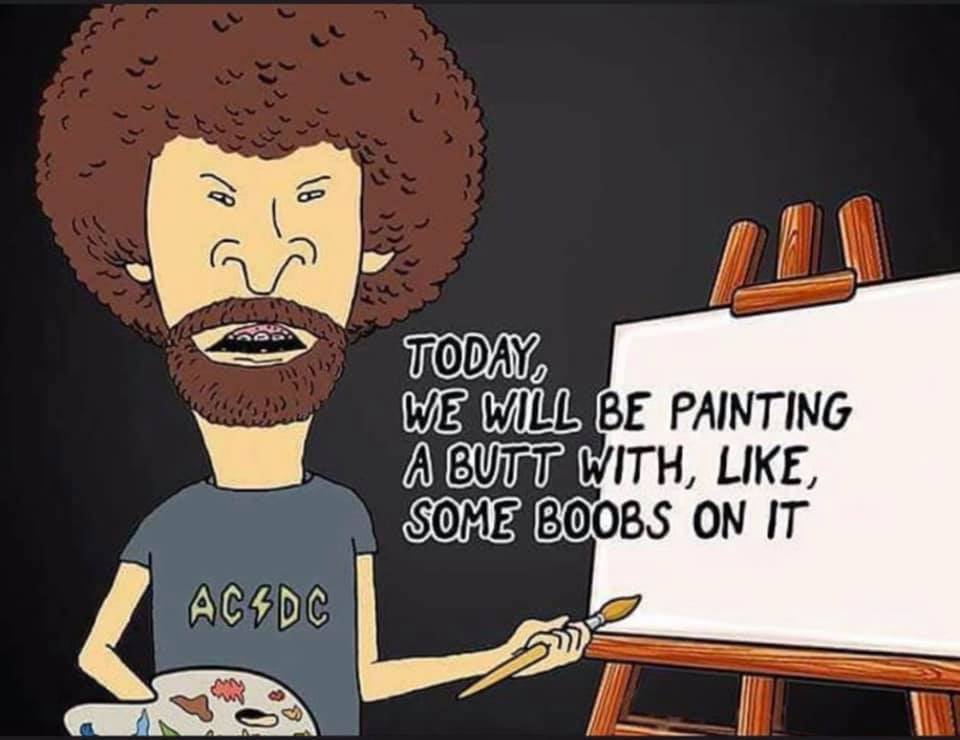 TODAY,
WE WILL BE PAINTING
A BUTT WITH, LIKE,
SOME BOOBS ON IT
AC⚡DC